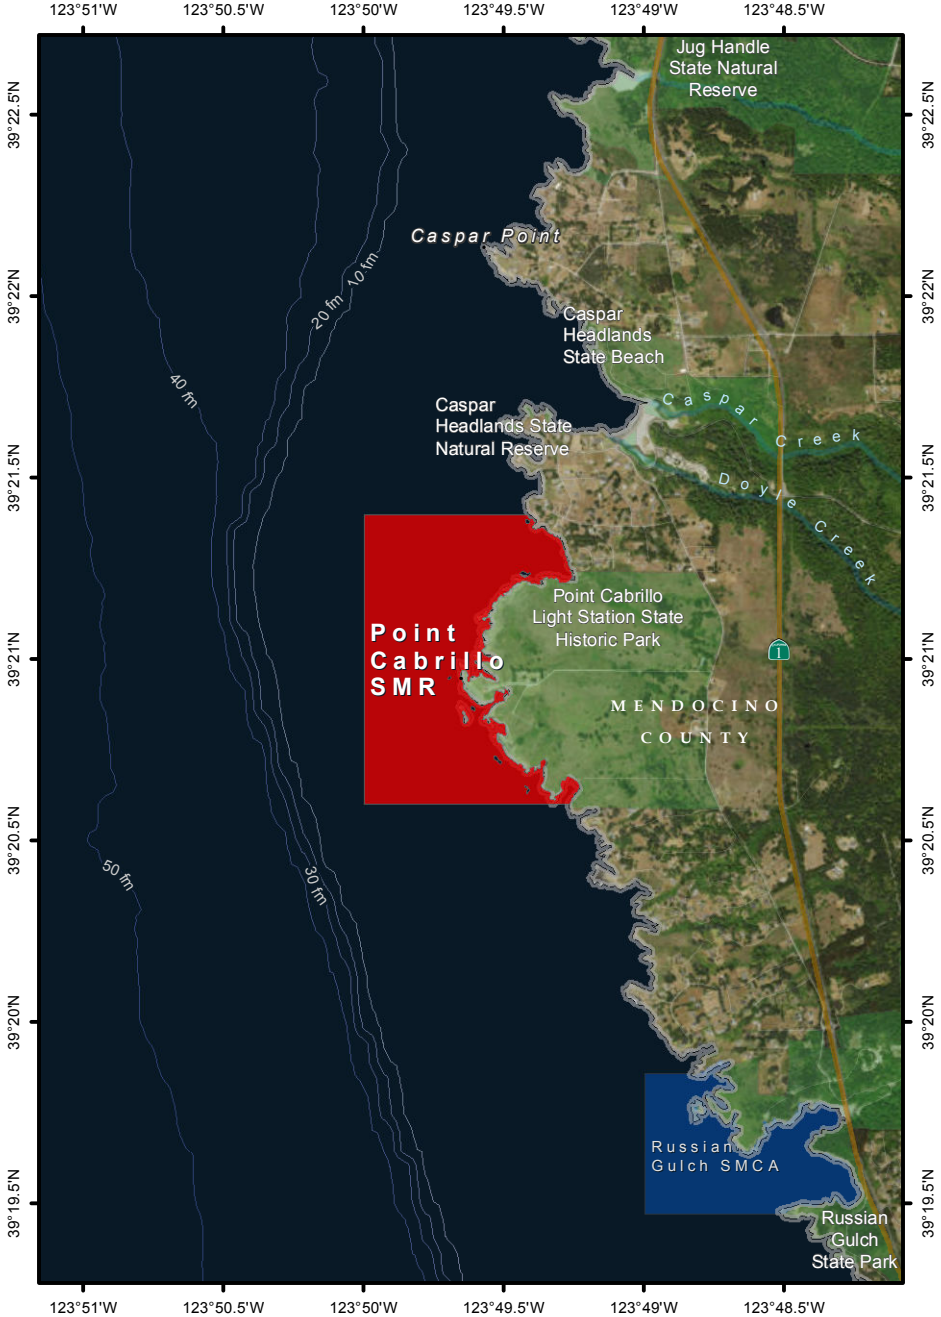 123°51'W 123°50.5'W 123°50'W 123°49.5'W 123°49'W 123°48.5'W
Jug Handle
State Natural
Reserve
39°22.5'N
39°22.5'N
Caspar Point
10 fm
20 fm
39°22'N
39°22'N
Caspar
Headlands
State Beach
40 fm
Caspar
Headlands State
Natural Reserve
Caspar Creek
39°21.5'N
39°21.5'N
Doyle Creek
Point Cabrillo
Light Station State
Historic Park
Point
Cabrillo
SMR
39°21'N
39°21'N
1
MENDOCINO
COUNTY
39°20.5'N
39°20.5'N
50 fm
30 fm
39°20'N
39°20'N
Russian
Gulch SMCA
39°19.5'N
39°19.5'N
Russian
Gulch
State Park
123°51'W 123°50.5'W 123°50'W 123°49.5'W 123°49'W 123°48.5'W